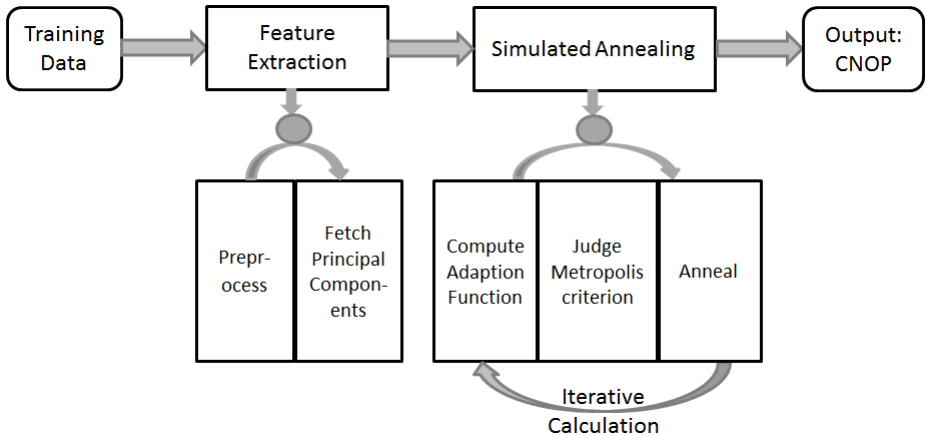 Training
Data
Feature
Extraction
Simulated Annealing
Output:
CNOP
Prepr-
ocess
Fetch
Principal
Compon-
ents
Compute
Adaption
Function
Judge
Metropolis
criterion
Anneal
Iterative
Calculation